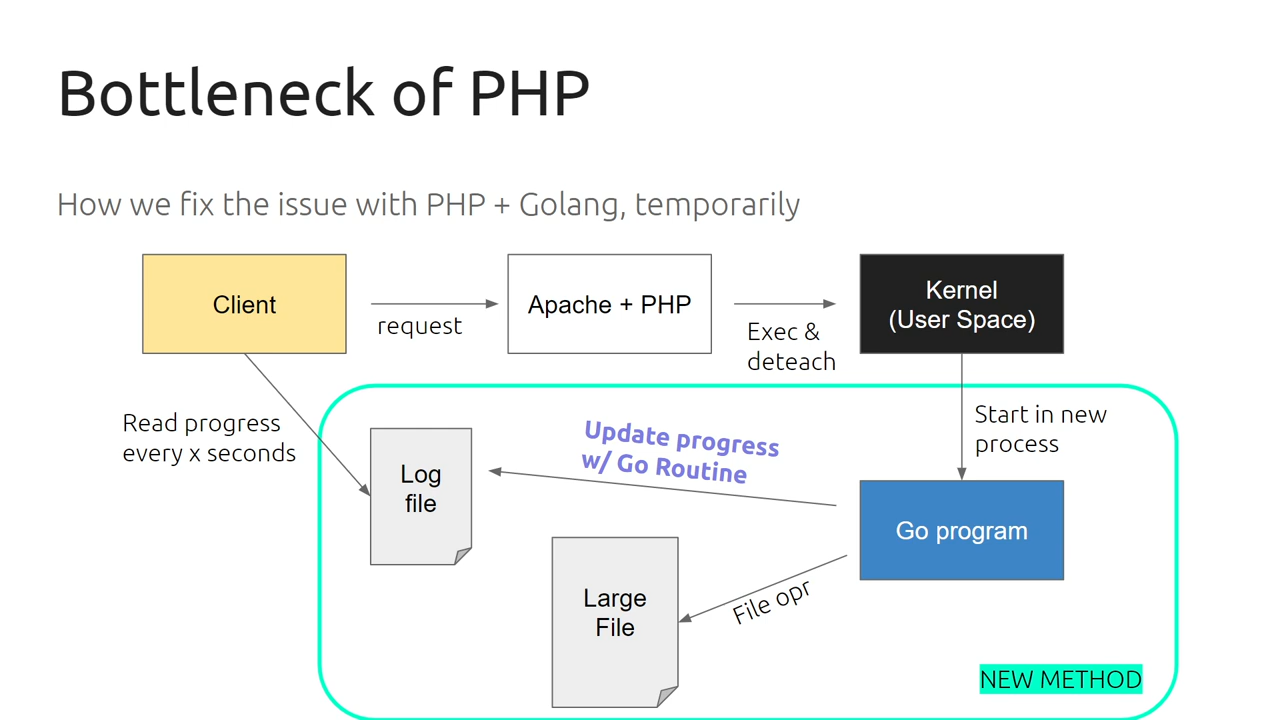 Bottleneck of PHP
How we fix the issue with PHP + Golang, temporarily
Client
request
Apache + PHP
Exec &
deteach
Kernel
(User Space)
Read progress
every x seconds
Log
file
Update progress
w/ Go Routine
Start in new
process
Go program
Large
File
File opr
NEW METHOD